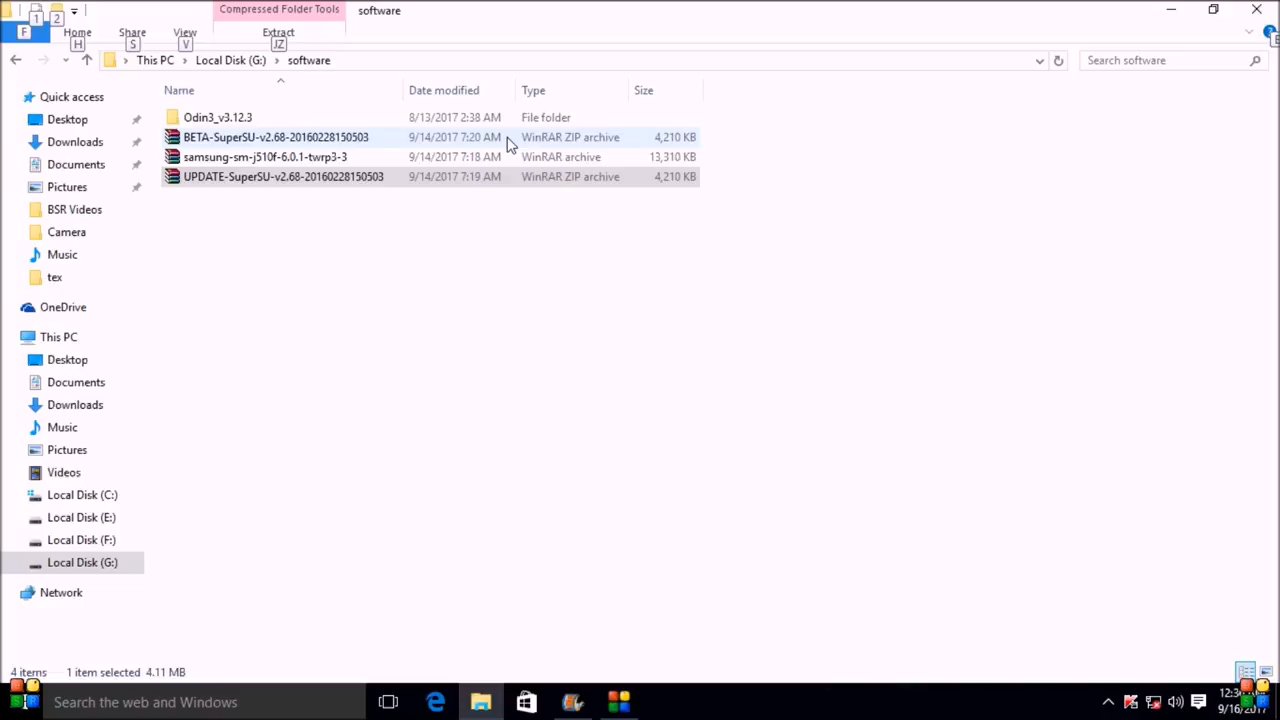 Compressed Folder Tools software
1 2
F Home Share View Extract
H S V JZ
This PC Local Disk (G:) software Search software
Name Date modified Type Size
Quick access
Desktop
Downloads
Documents
Pictures
BSR Videos
Camera
Music
tex
OneDrive
This PC
Desktop
Documents
Downloads
Music
Pictures
Videos
Local Disk (C:)
Local Disk (E:)
Local Disk (F:)
Local Disk (G:)
Network
Odin3_v3.12.3 8/13/2017 2:38 AM File folder
BETA-SuperSU-v2.68-20160228150503 9/14/2017 7:20 AM WinRAR ZIP archive 4,210 KB
samsung-sm-j510f-6.0.1-twrp3-3 9/14/2017 7:18 AM WinRAR archive 13,310 KB
UPDATE-SuperSU-v2.68-20160228150503 9/14/2017 7:19 AM WinRAR ZIP archive 4,210 KB
4 items 1 item selected 4.11 MB
Search the web and Windows
9/16/2017